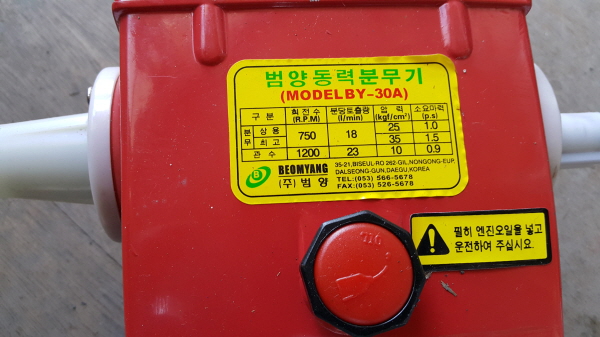 범양동력분무기
(MODEL BY-30A)
구 분 회전수 (R.P.M) 분당토출량 (ℓ/min) 압 력 (kgf/cm²) 소요마력 (p.s)
분무 상용 750 18 25 1.0
최고 35 1.5
관 수 1200 23 10 0.9
B BEOMYANG
(주) 범 양
35-21, BISEUL-RO 262-GIL, NONGONG-EUP,
DALSEONG-GUN, DAEGU, KOREA
TEL:(053) 566-5678
FAX:(053) 526-5678
필히 엔진오일을 넣고
운전하여 주십시요.
OIL